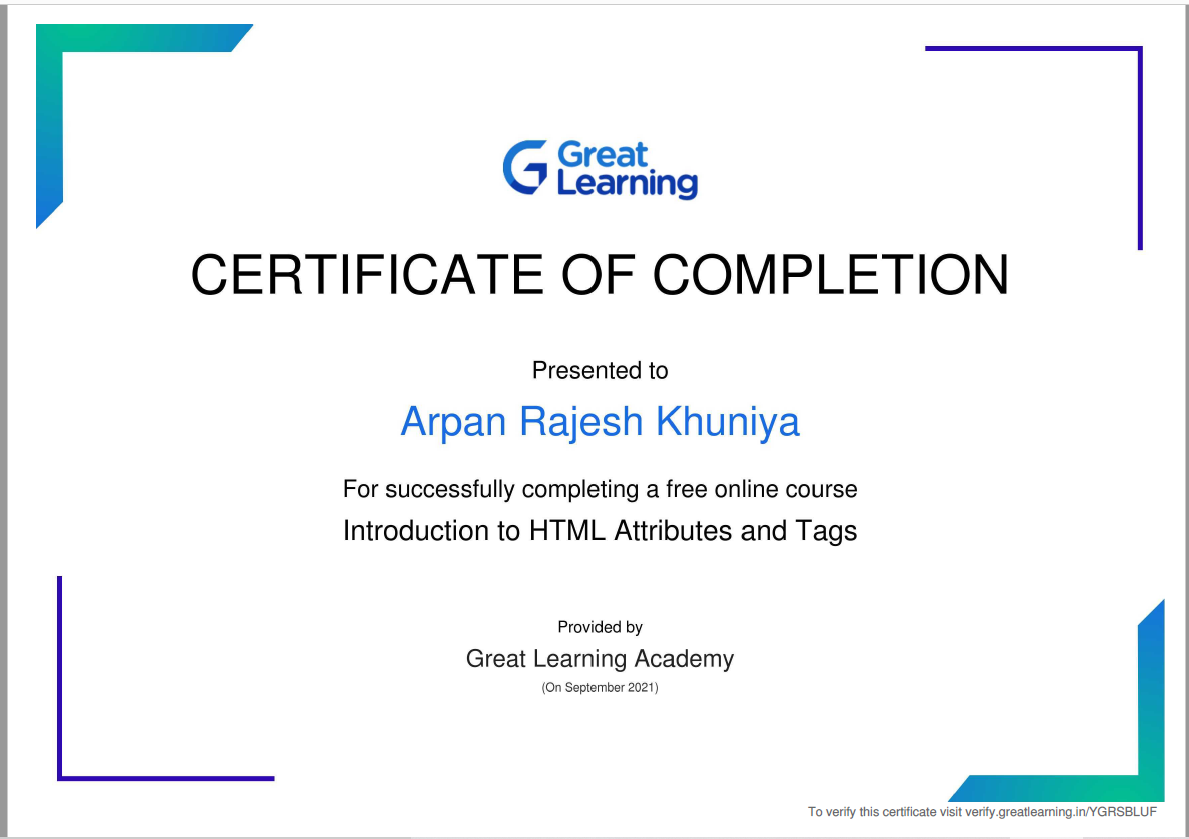 Great
Learning
CERTIFICATE OF COMPLETION
Presented to
Arpan Rajesh Khuniya
For successfully completing a free online course
Introduction to HTML Attributes and Tags
Provided by
Great Learning Academy
(On September 2021)
To verify this certificate visit verify.greatlearning.in/YGRSBLUF